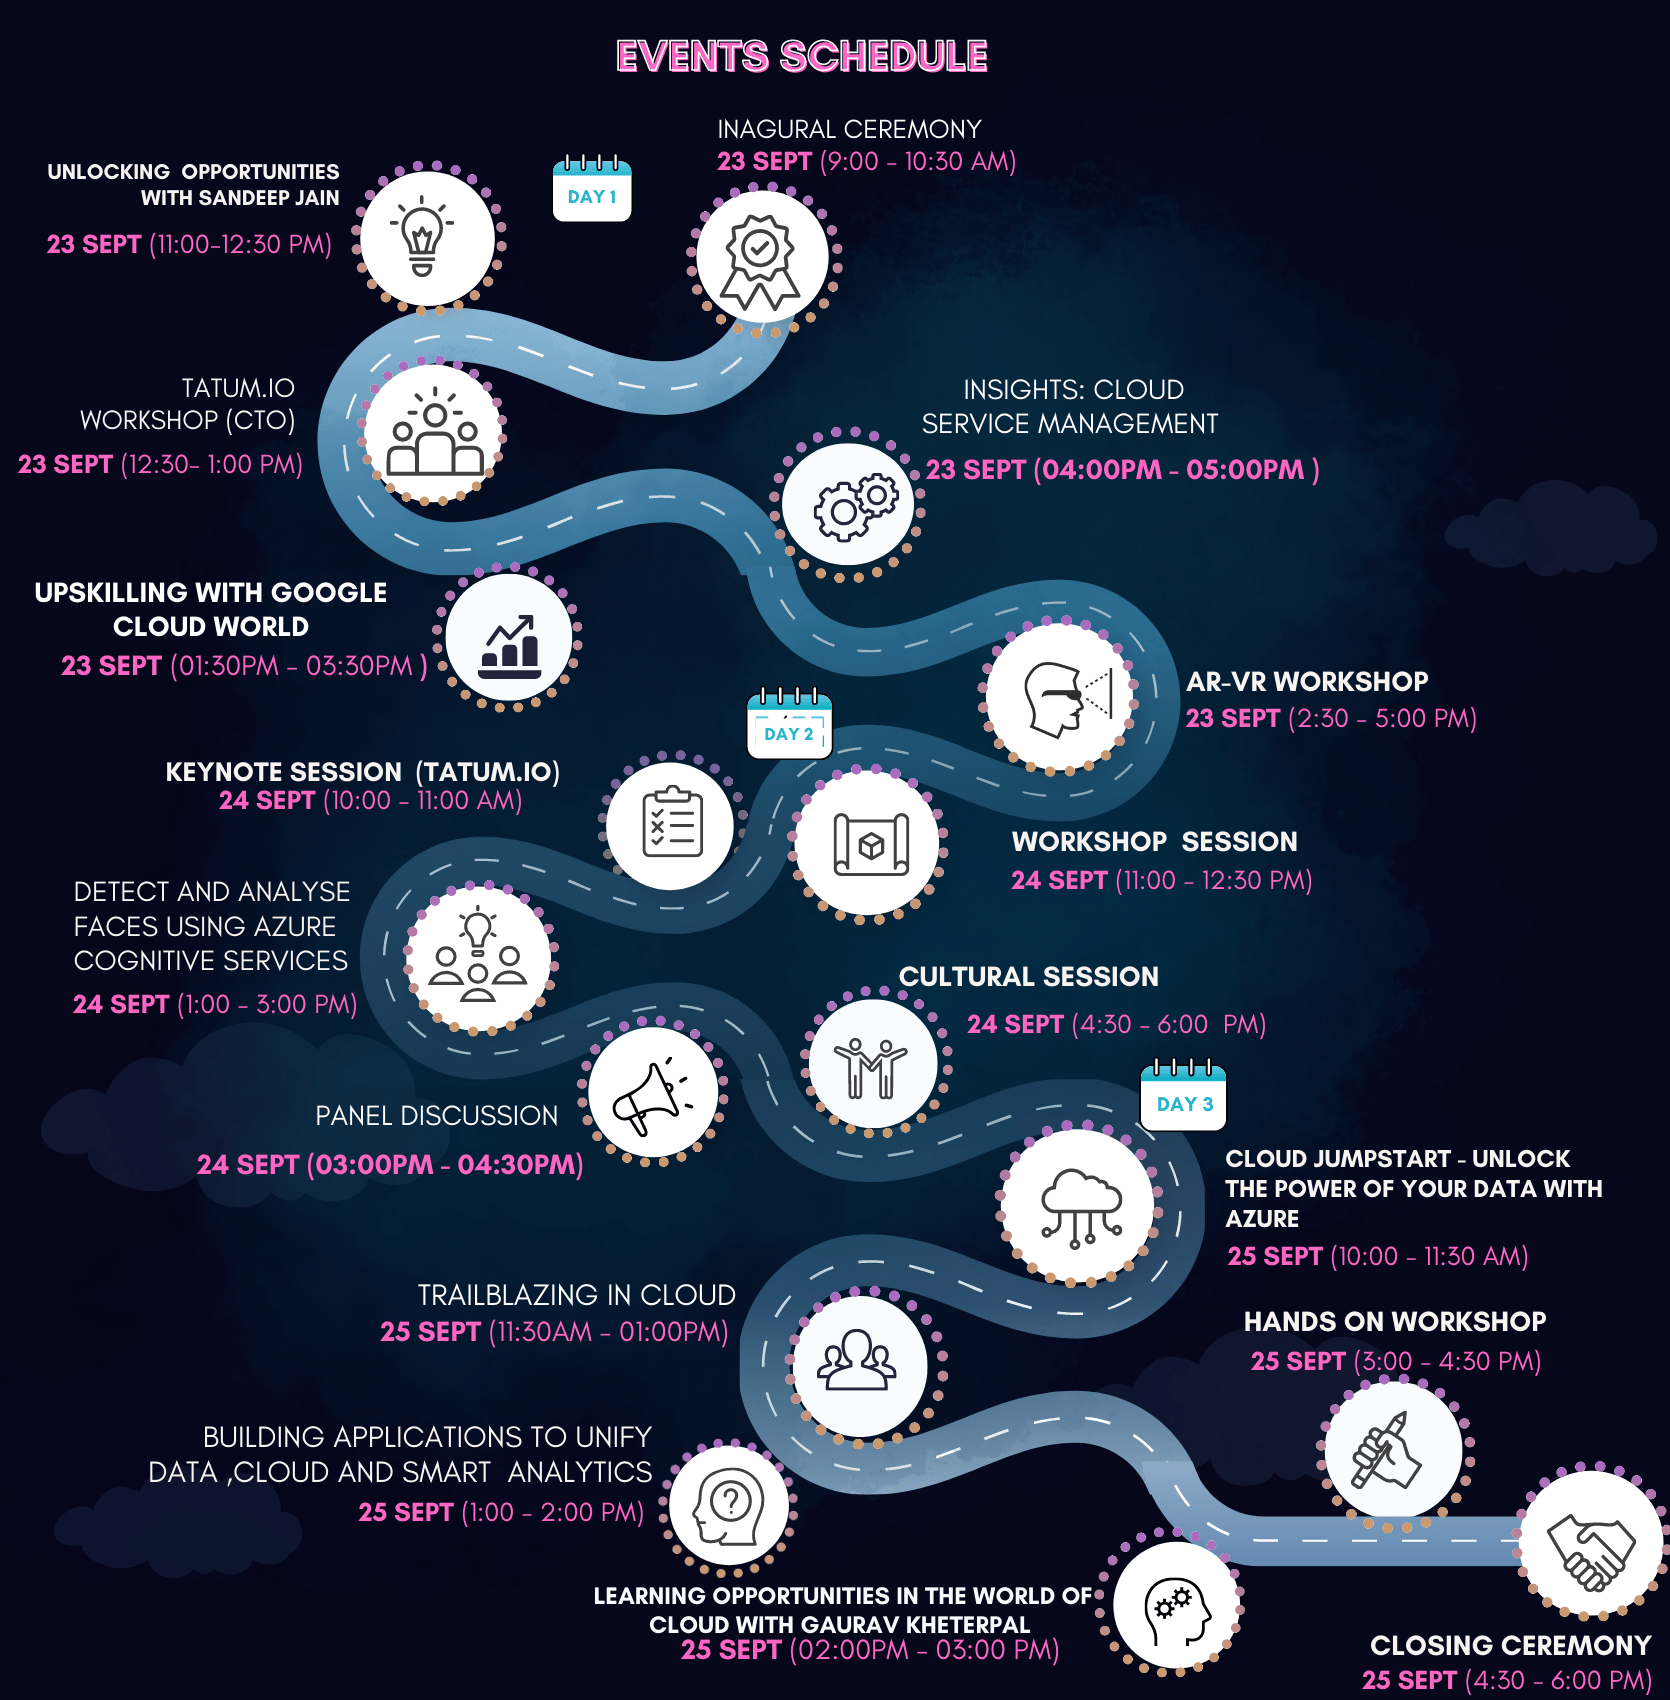 EVENTS SCHEDULE
INAGURAL CEREMONY
23 SEPT (9:00 - 10:30 AM)
DAY 1
UNLOCKING  OPPORTUNITIES
WITH SANDEEP JAIN
23 SEPT (11:00-12:30 PM)
TATUM.IO
WORKSHOP (CTO)
23 SEPT (12:30- 1:00 PM)
INSIGHTS: CLOUD
SERVICE MANAGEMENT
23 SEPT (04:00PM - 05:00PM )
UPSKILLING WITH GOOGLE
CLOUD WORLD
23 SEPT (01:30PM - 03:30PM )
AR-VR WORKSHOP
23 SEPT (2:30 - 5:00 PM)
DAY 2
KEYNOTE SESSION  (TATUM.IO)
24 SEPT (10:00 - 11:00 AM)
WORKSHOP  SESSION
24 SEPT (11:00 - 12:30 PM)
DETECT AND ANALYSE
FACES USING AZURE
COGNITIVE SERVICES
24 SEPT (1:00 - 3:00 PM)
CULTURAL SESSION
24 SEPT (4:30 - 6:00  PM)
PANEL DISCUSSION
24 SEPT (03:00PM - 04:30PM)
DAY 3
CLOUD JUMPSTART - UNLOCK
THE POWER OF YOUR DATA WITH
AZURE
25 SEPT (10:00 - 11:30 AM)
TRAILBLAZING IN CLOUD
25 SEPT (11:30AM - 01:00PM)
HANDS ON WORKSHOP
25 SEPT (3:00 - 4:30 PM)
BUILDING APPLICATIONS TO UNIFY
DATA ,CLOUD AND SMART  ANALYTICS
25 SEPT (1:00 - 2:00 PM)
?
LEARNING OPPORTUNITIES IN THE WORLD OF
CLOUD WITH GAURAV KHETERPAL
25 SEPT (02:00PM - 03:00 PM)
CLOSING CEREMONY
25 SEPT (4:30 - 6:00 PM)